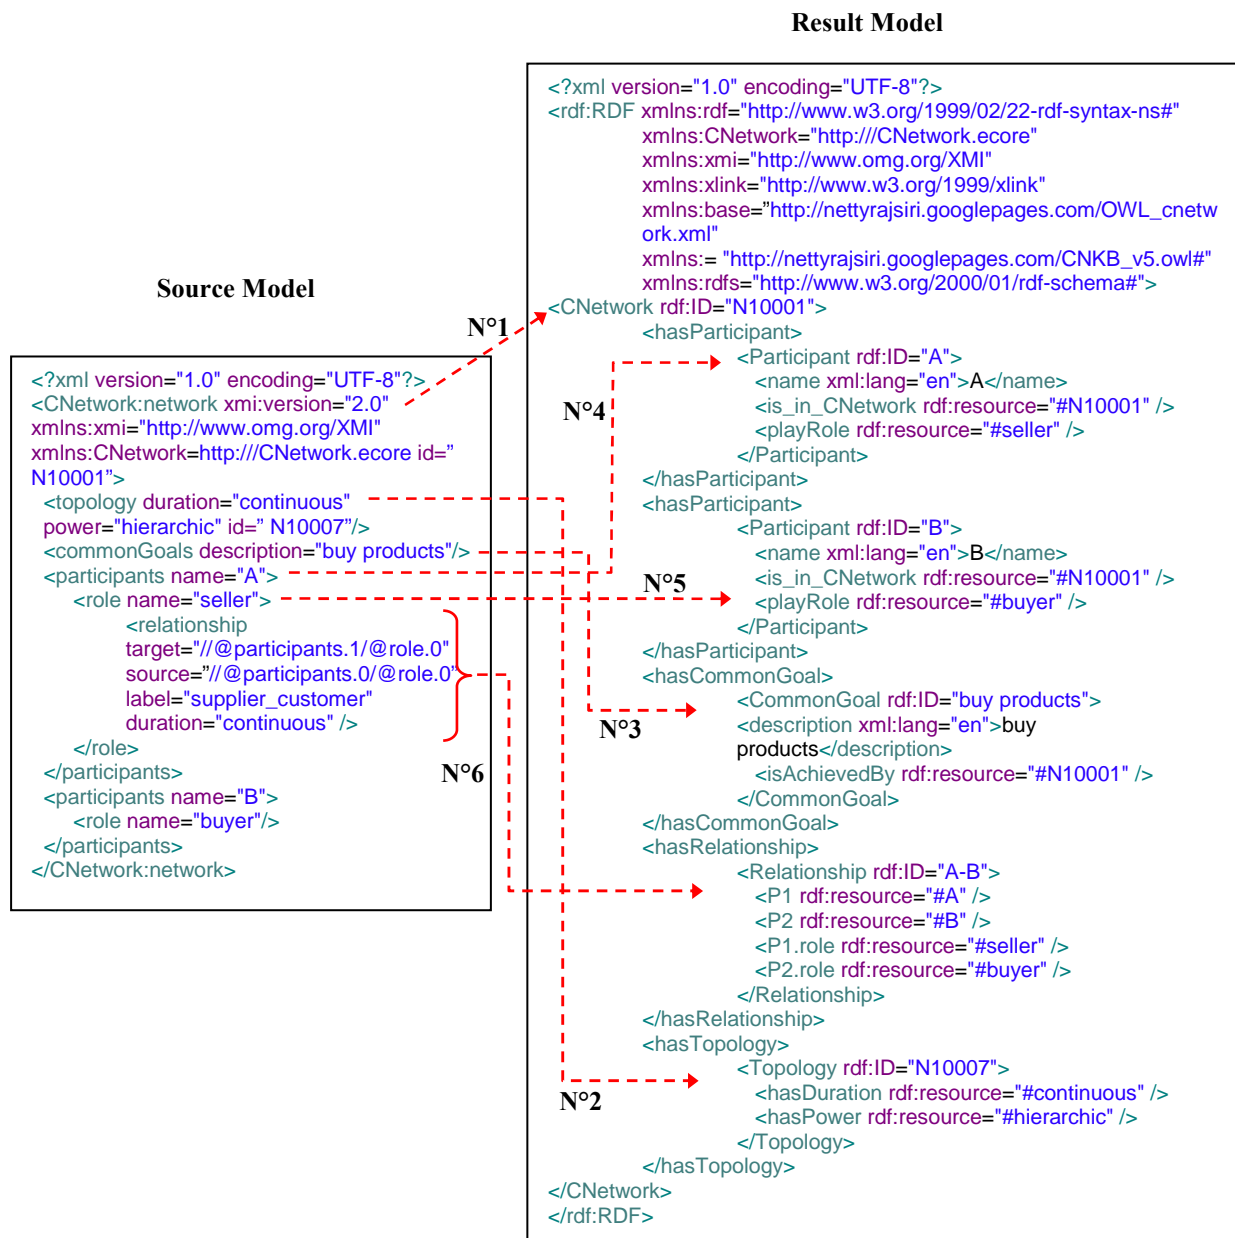 Result Model
<?xml version="1.0" encoding="UTF-8"?>
<rdf:RDF xmlns:rdf="http://www.w3.org/1999/02/22-rdf-syntax-ns#"
xmlns:CNetwork="http:///CNetwork.ecore"
xmlns:xmi="http://www.omg.org/XMI"
xmlns:xlink="http://www.w3.org/1999/xlink"
xmlns:base=”http://nettyrajsiri.googlepages.com/OWL_cnetw
ork.xml"
xmlns:= "http://nettyrajsiri.googlepages.com/CNKB_v5.owl#"
xmlns:rdfs="http://www.w3.org/2000/01/rdf-schema#">
<CNetwork rdf:ID="N10001">
<hasParticipant>
<Participant rdf:ID="A">
<name xml:lang="en">A</name>
<is_in_CNetwork rdf:resource="#N10001" />
<playRole rdf:resource="#seller" />
</Participant>
</hasParticipant>
<hasParticipant>
<Participant rdf:ID="B">
<name xml:lang="en">B</name>
<is_in_CNetwork rdf:resource="#N10001" />
<playRole rdf:resource="#buyer" />
</Participant>
</hasParticipant>
<hasCommonGoal>
<CommonGoal rdf:ID="buy products">
<description xml:lang="en">buy
products</description>
<isAchievedBy rdf:resource="#N10001" />
</CommonGoal>
</hasCommonGoal>
<hasRelationship>
<Relationship rdf:ID="A-B">
<P1 rdf:resource="#A" />
<P2 rdf:resource="#B" />
<P1.role rdf:resource="#seller" />
<P2.role rdf:resource="#buyer" />
</Relationship>
</hasRelationship>
<hasTopology>
<Topology rdf:ID="N10007">
<hasDuration rdf:resource="#continuous" />
<hasPower rdf:resource="#hierarchic" />
</Topology>
</hasTopology>
</CNetwork>
</rdf:RDF>
Source Model
<?xml version="1.0" encoding="UTF-8"?>
<CNetwork:network xmi:version="2.0"
xmlns:xmi="http://www.omg.org/XMI"
xmlns:CNetwork=http:///CNetwork.ecore id=”
N10001”>
<topology duration="continuous"
power="hierarchic" id=” N10007”/>
<commonGoals description="buy products"/>
<participants name="A">
<role name="seller">
<relationship
target="//@participants.1/@role.0"
source=”//@participants.0/@role.0”
label="supplier_customer"
duration="continuous" />
</role>
</participants>
<participants name="B">
<role name="buyer"/>
</participants>
</CNetwork:network>
N°1
N°4
N°5
N°3
N°6
N°2